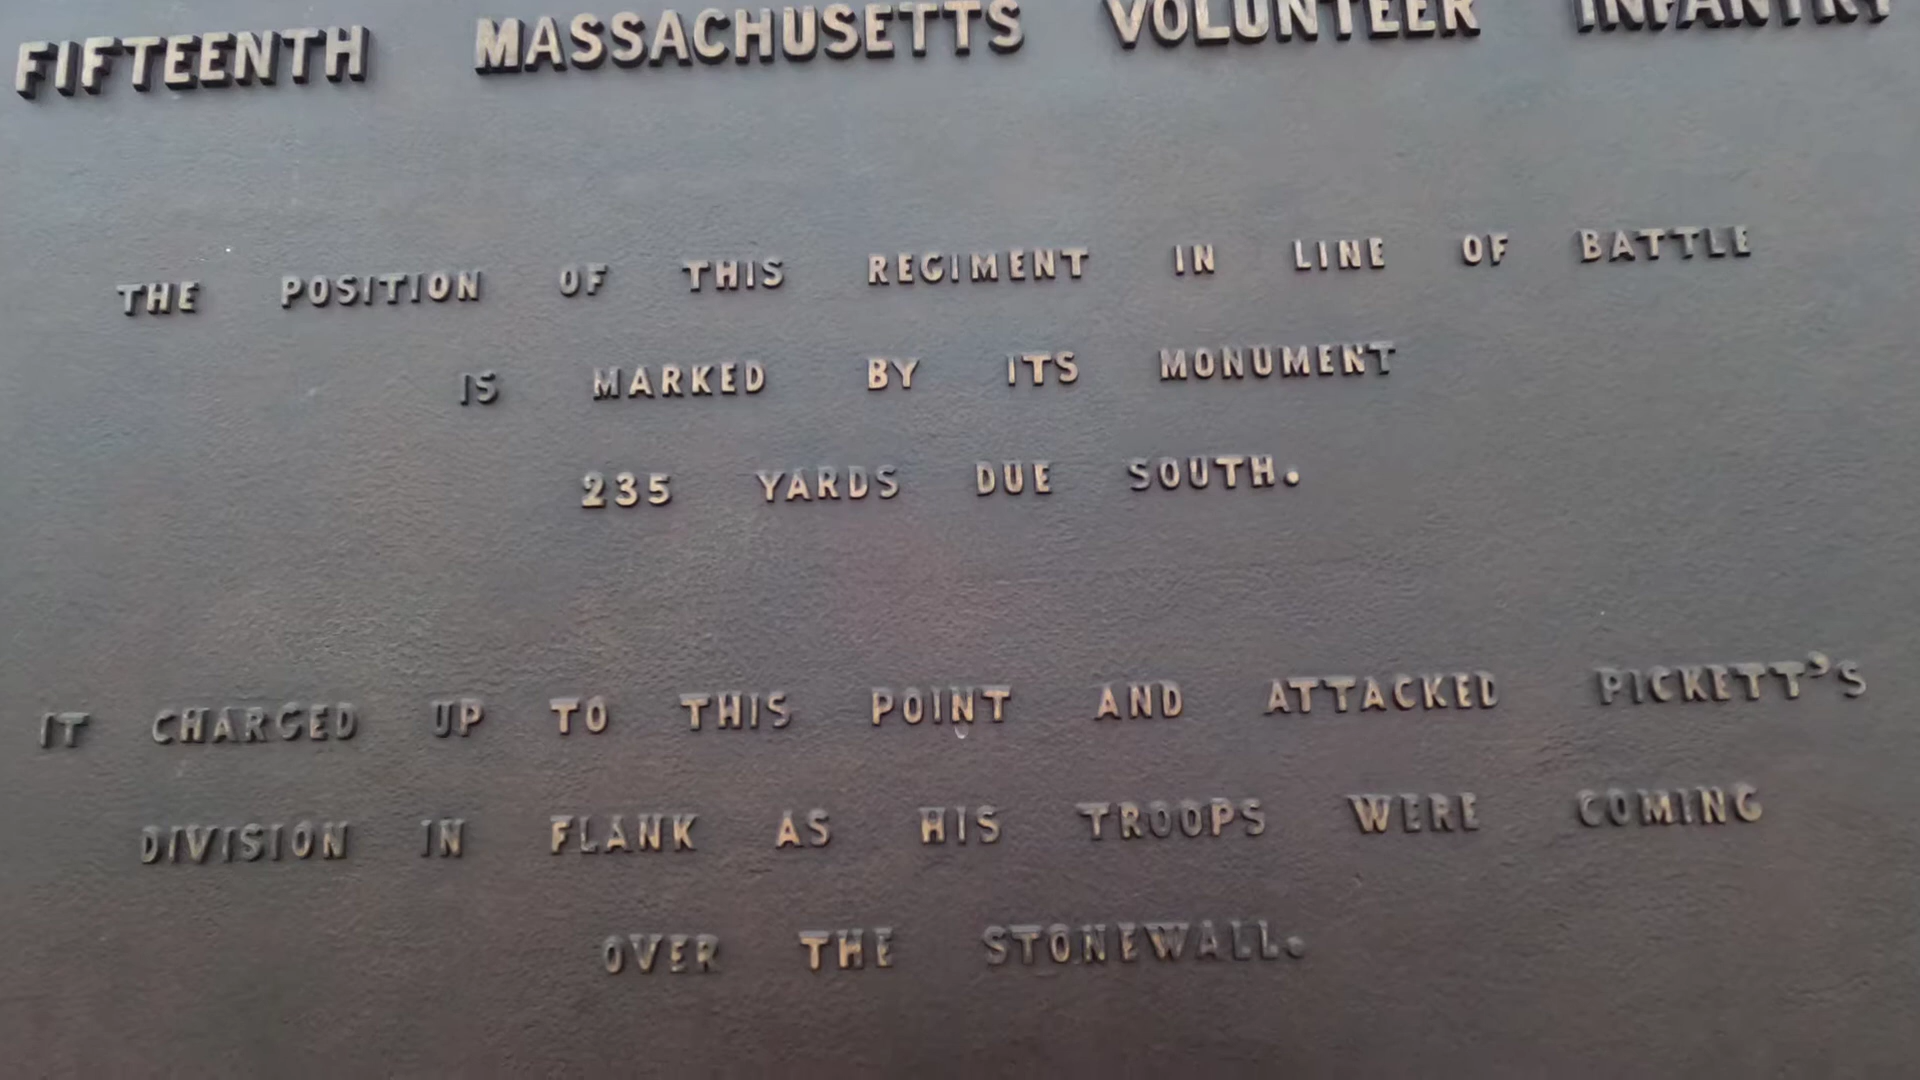 FIFTEENTH MASSACHUSETTS VOLUNTEER INFANTRY
THE POSITION OF THIS REGIMENT IN LINE OF BATTLE
IS MARKED BY ITS MONUMENT
235 YARDS DUE SOUTH.
IT CHARGED UP TO THIS POINT AND ATTACKED PICKETT'S
DIVISION IN FLANK AS HIS TROOPS WERE COMING
OVER THE STONEWALL.